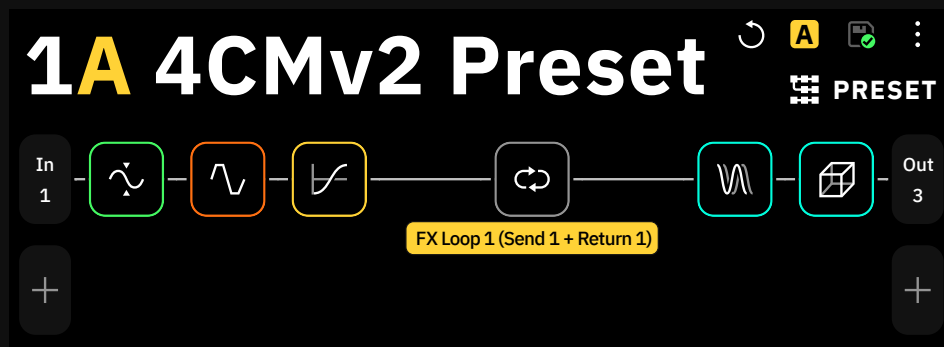 1A 4CMv2 Preset
A
PRESET
In
1
Out
3
FX Loop 1 (Send 1 + Return 1)